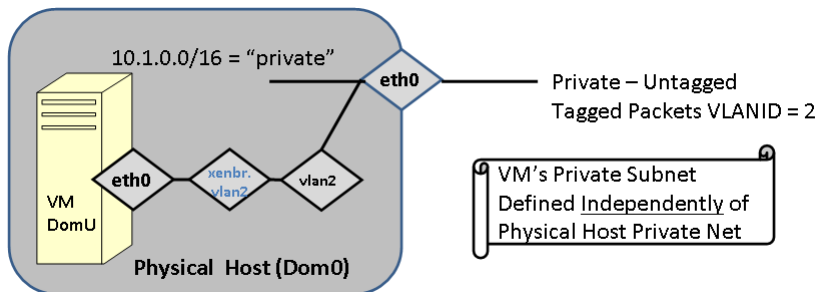 10.1.0.0/16 = “private”
eth0
Private – Untagged
Tagged Packets VLANID = 2
eth0
xenbr.
vlan2
vlan2
VM
DomU
VM’s Private Subnet
Defined Independently of
Physical Host Private Net
Physical Host (Dom0)